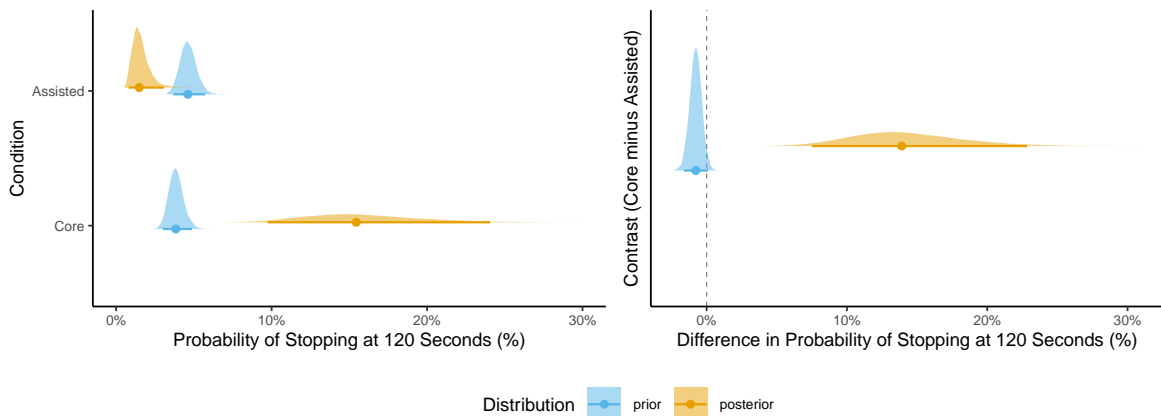 Condition
Assisted
Core
0%
10%
20%
30%
Probability of Stopping at 120 Seconds (%)
Contrast (Core minus Assisted)
0%
10%
20%
30%
Difference in Probability of Stopping at 120 Seconds (%)
Distribution prior posterior